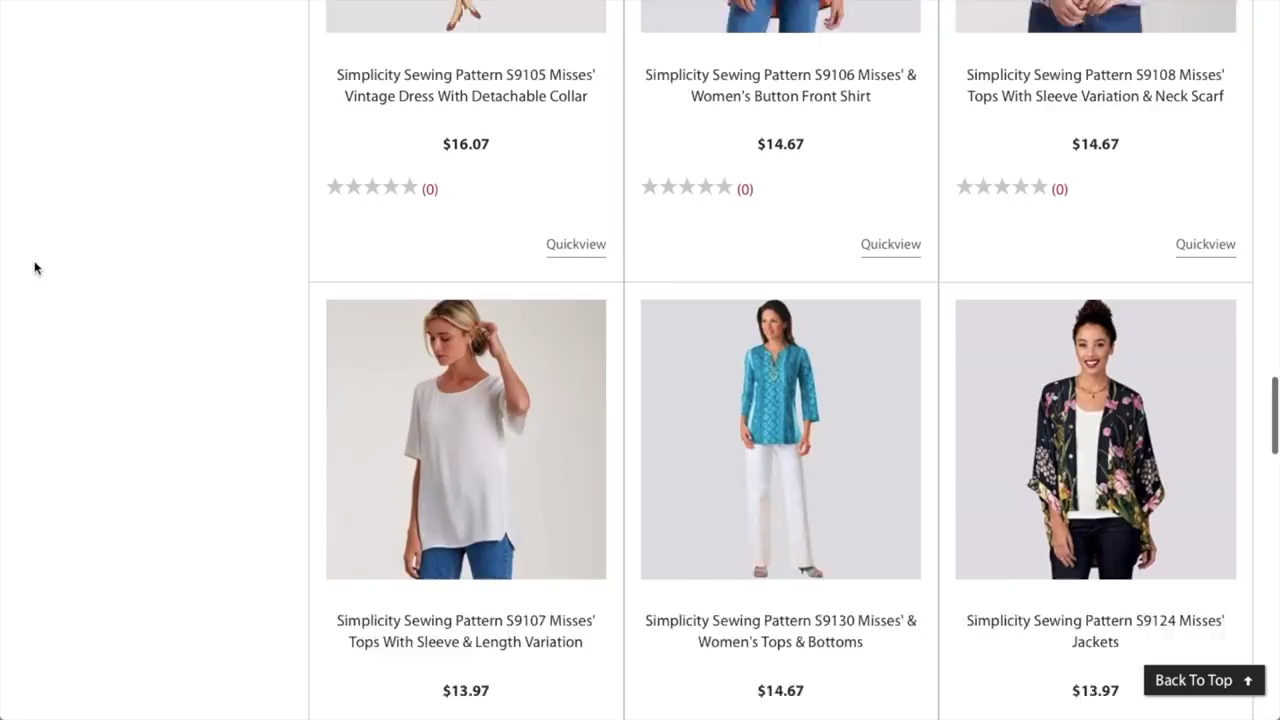 Simplicity Sewing Pattern S9105 Misses'
Vintage Dress With Detachable Collar
$16.07
(0)
Quickview
Simplicity Sewing Pattern S9106 Misses' &
Women's Button Front Shirt
$14.67
(0)
Quickview
Simplicity Sewing Pattern S9108 Misses'
Tops With Sleeve Variation & Neck Scarf
$14.67
(0)
Quickview
Simplicity Sewing Pattern S9107 Misses'
Tops With Sleeve & Length Variation
$13.97
Simplicity Sewing Pattern S9130 Misses' &
Women's Tops & Bottoms
$14.67
Simplicity Sewing Pattern S9124 Misses'
Jackets
$13.97
Back To Top